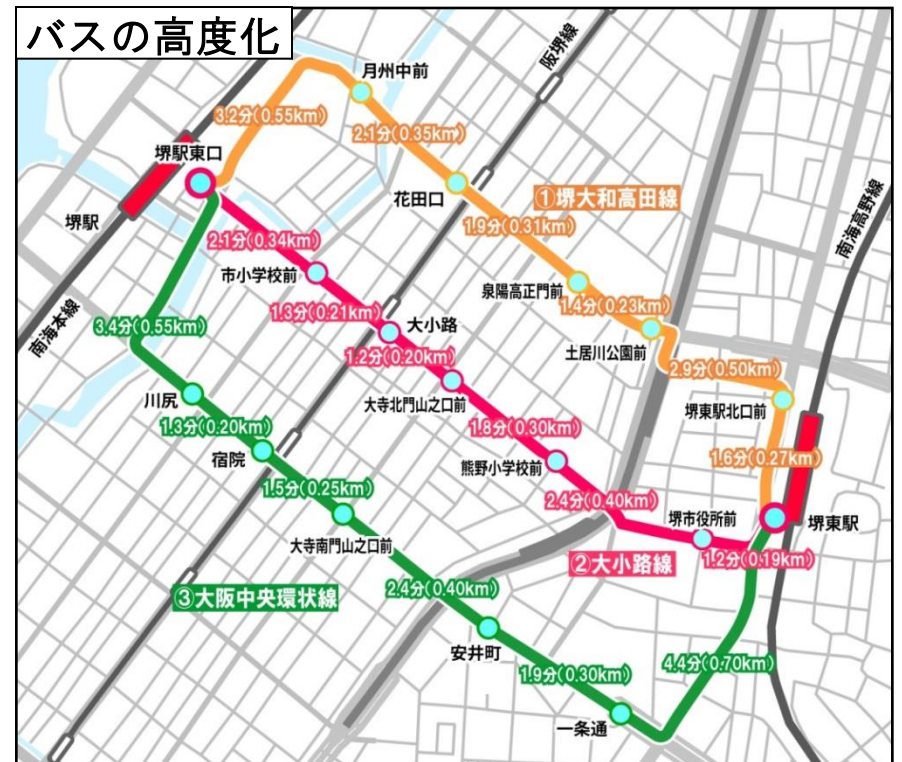 バスの高度化
月州中前
阪堺線
3.2分(0.55km)
2.1分(0.35km)
堺駅東口
花田口
①堺大和高田線
南海高野線
堺駅
1.9分(0.31km)
2.1分(0.34km)
市小学校前
泉陽高正門前
1.4分(0.23km)
1.3分(0.21km)
大小路
南海本線
3.4分(0.55km)
1.2分(0.20km)
土居川公園前
2.9分(0.50km)
川尻
大寺北門山之口前
堺東駅北口前
1.3分(0.20km)
1.8分(0.30km)
宿院
熊野小学校前
1.6分(0.27km)
1.5分(0.25km)
2.4分(0.40km)
堺市役所前
堺東駅
大寺南門山之口前
1.2分(0.19km)
②大小路線
③大阪中央環状線
2.4分(0.40km)
安井町
1.9分(0.30km)
4.4分(0.70km)
一条通